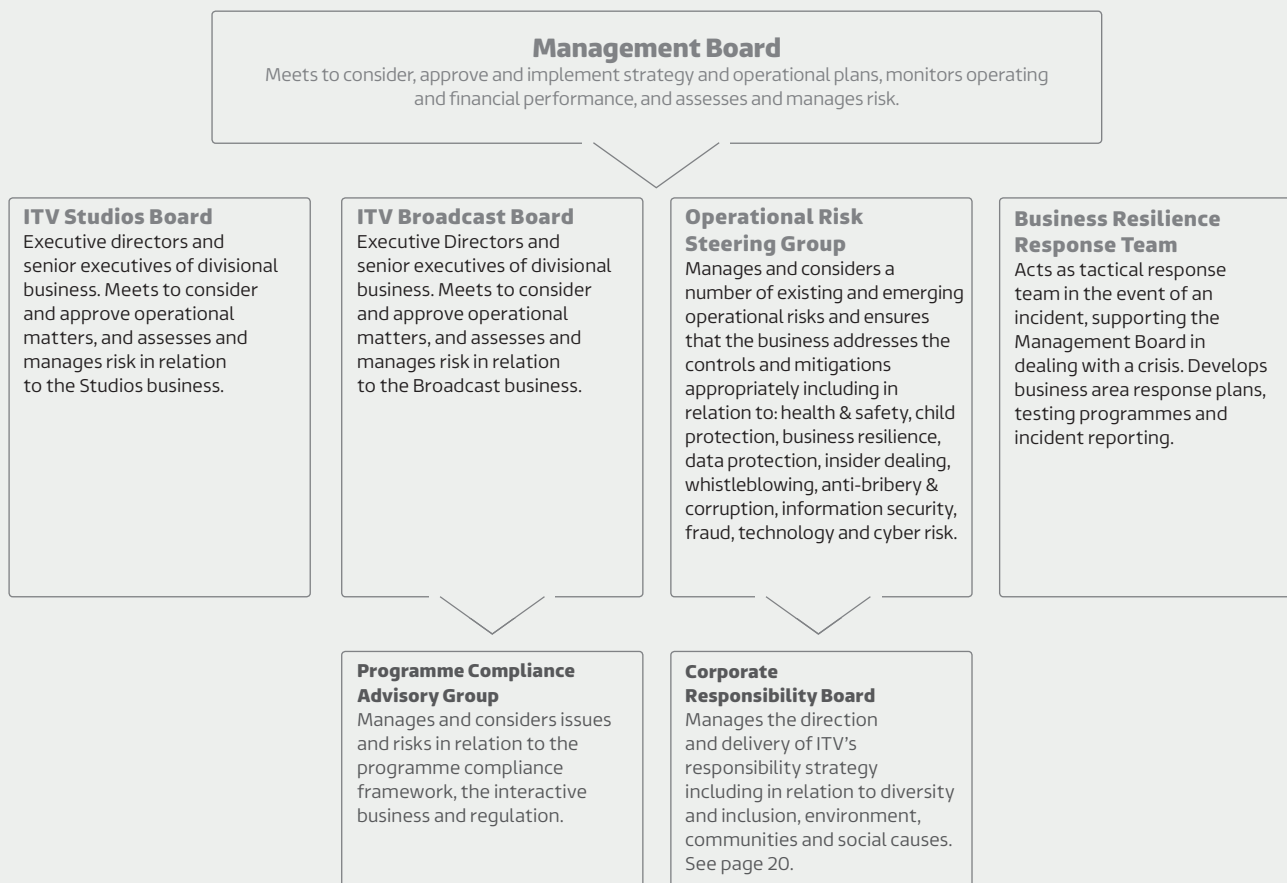 Management Board
Meets to consider, approve and implement strategy and operational plans, monitors operating
and financial performance, and assesses and manages risk.
ITV Studios Board
Executive directors and
senior executives of divisional
business. Meets to consider
and approve operational
matters, and assesses and
manages risk in relation
to the Studios business.
ITV Broadcast Board
Executive Directors and
senior executives of divisional
business. Meets to consider
and approve operational
matters, and assesses and
manages risk in relation
to the Broadcast business.
Operational Risk
Steering Group
Manages and considers a
number of existing and emerging
operational risks and ensures
that the business addresses the
controls and mitigations
appropriately including in
relation to: health & safety, child
protection, business resilience,
data protection, insider dealing,
whistleblowing, anti-bribery &
corruption, information security,
fraud, technology and cyber risk.
Business Resilience
Response Team
Acts as tactical response
team in the event of an
incident, supporting the
Management Board in
dealing with a crisis. Develops
business area response plans,
testing programmes and
incident reporting.
Programme Compliance
Advisory Group
Manages and considers issues
and risks in relation to the
programme compliance
framework, the interactive
business and regulation.
Corporate
Responsibility Board
Manages the direction
and delivery of ITV's
responsibility strategy
including in relation to diversity
and inclusion, environment,
communities and social causes.
See page 20.